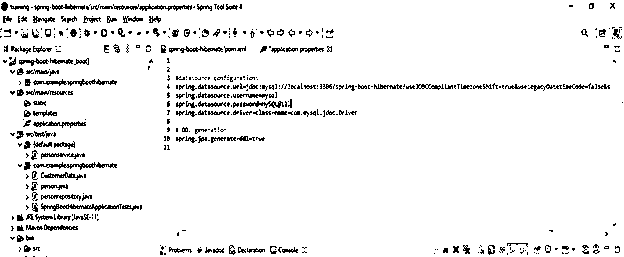 training - spring-boot-hibernate/src/main/resources/application.properties - Spring Tool Suite 4
File Edit Navigate Search Project Run Window Help
Package Explorer
spring-boot-hibernate/pom.xml
*application.properties
spring-boot-hibernate [boot]
src/main/java
com.example.springboothibernate
src/main/resources
static
templates
application.properties
src/test/java
(default package)
personservice.java
com.example.springboothibernate
CustomerData.java
person.java
personrepository.java
SpringBootHibernateApplicationTests.java
JRE System Library [JavaSE-11]
Maven Dependencies
bin
src
1
2
3 #datasource configuration
4 spring.datasource.url=jdbc:mysql://localhost:3306/spring-boot-hibernate?useJDBCCompliantTimezoneShift=true&useLegacyDatetimeCode=false&s
5 spring.datasource.username=mysql
6
7 spring.datasource.driver-class-name=com.mysql.jdbc.Driver
8
9 # DDL generation
10 spring.jpa.generate-ddl=true
11
Problems Javadoc Declaration Console